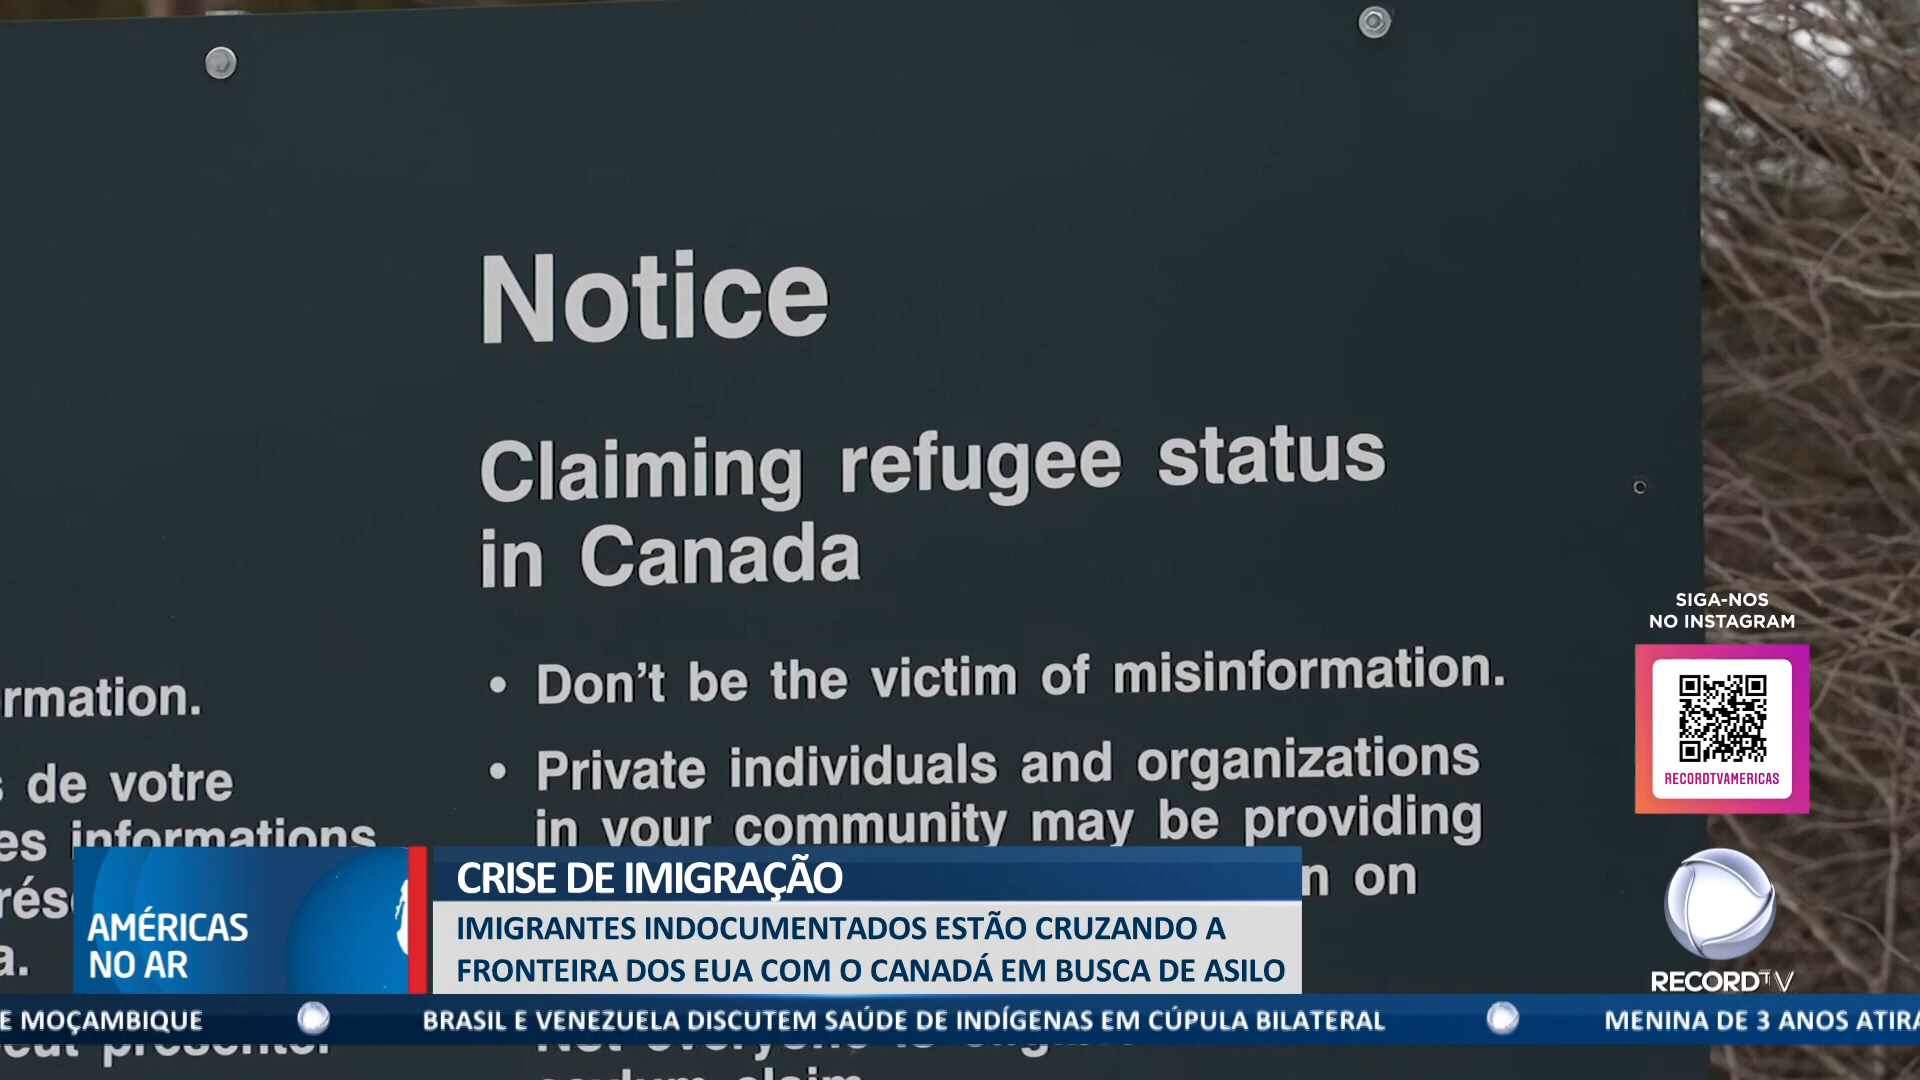 Notice
Claiming refugee status
in Canada
• Don't be the victim of misinformation.
• Private individuals and organizations
in your community may be providing
on
rmation.
s de votre
es informations
a.
SIGA-NOS
NO INSTAGRAM
RECORDTVAMERICAS
CRISE DE IMIGRAÇÃO
IMIGRANTES INDOCUMENTADOS ESTÃO CRUZANDO A
FRONTEIRA DOS EUA COM O CANADÁ EM BUSCA DE ASILO
AMÉRICAS
NO AR
RECORDTV
E MOÇAMBIQUE BRASIL E VENEZUELA DISCUTEM SAÚDE DE INDÍGENAS EM CÚPULA BILATERAL MENINA DE 3 ANOS ATIRA